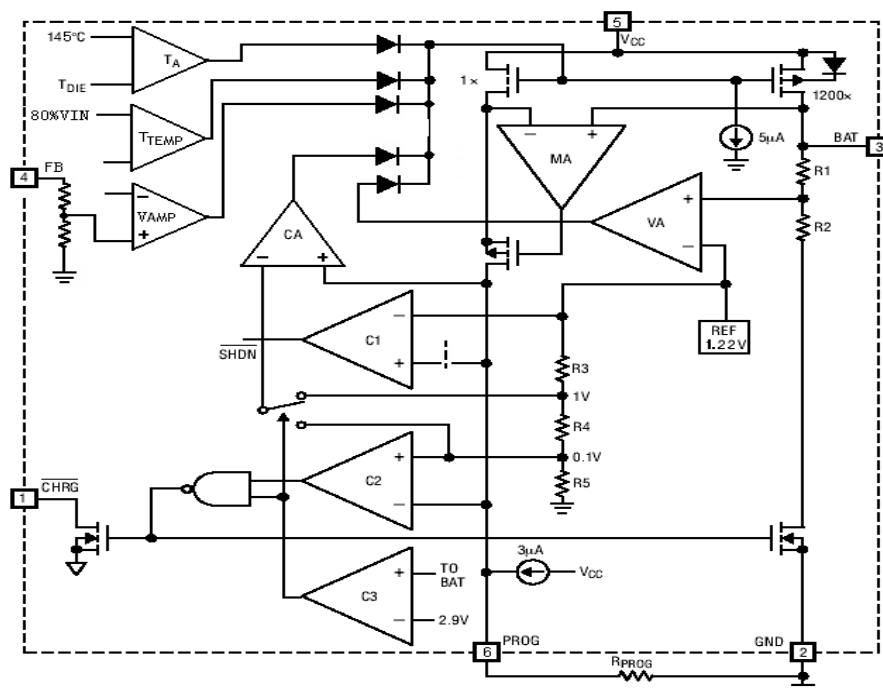 145°C
TA
TDIE
80%VIN
TTEMP
4
FB
VAMP
−
+
5
VCC
1×
1200×
5μA
BAT
3
−
+
MA
R1
R2
VA
+
−
CA
−
+
REF
1.22V
C1
−
+
SHDN
R3
1V
R4
0.1V
R5
C2
+
−
CHRG
1
3μA
VCC
C3
+
−
TO
BAT
2.9V
PROG
6
GND
2
RPROG